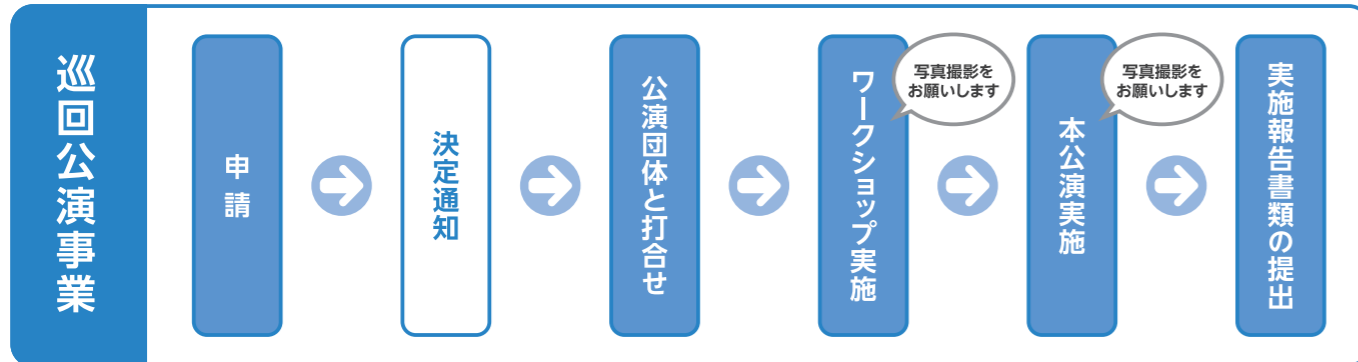 巡回公演事業
申請
決定通知
公演団体と打合せ
ワークショップ実施
写真撮影を
お願いします
本公演実施
写真撮影を
お願いします
実施報告書類の提出